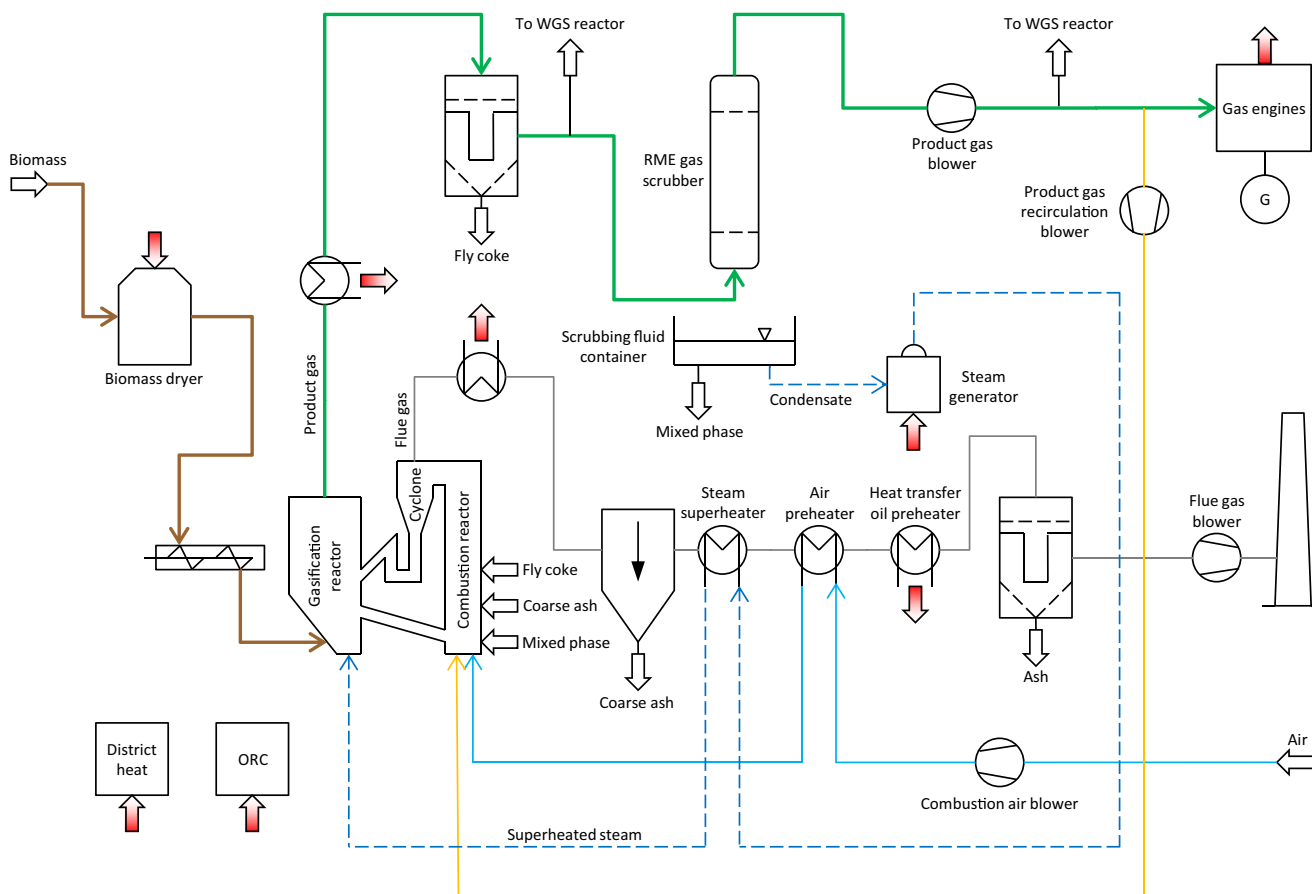 To WGS reactor
To WGS reactor
Gas engines
Biomass
RME gas
scrubber
Product gas
blower
Product gas
recirculation
blower
G
Fly coke
Biomass dryer
Product gas
Flue gas
Scrubbing fluid
container
Condensate
Steam
generator
Mixed phase
Cyclone
Steam
superheater
Air
preheater
Heat transfer
oil preheater
Flue gas
blower
Gasification
reactor
Combustion reactor
Fly coke
Coarse ash
Mixed phase
Coarse ash
Ash
District
heat
ORC
Air
Combustion air blower
Superheated steam